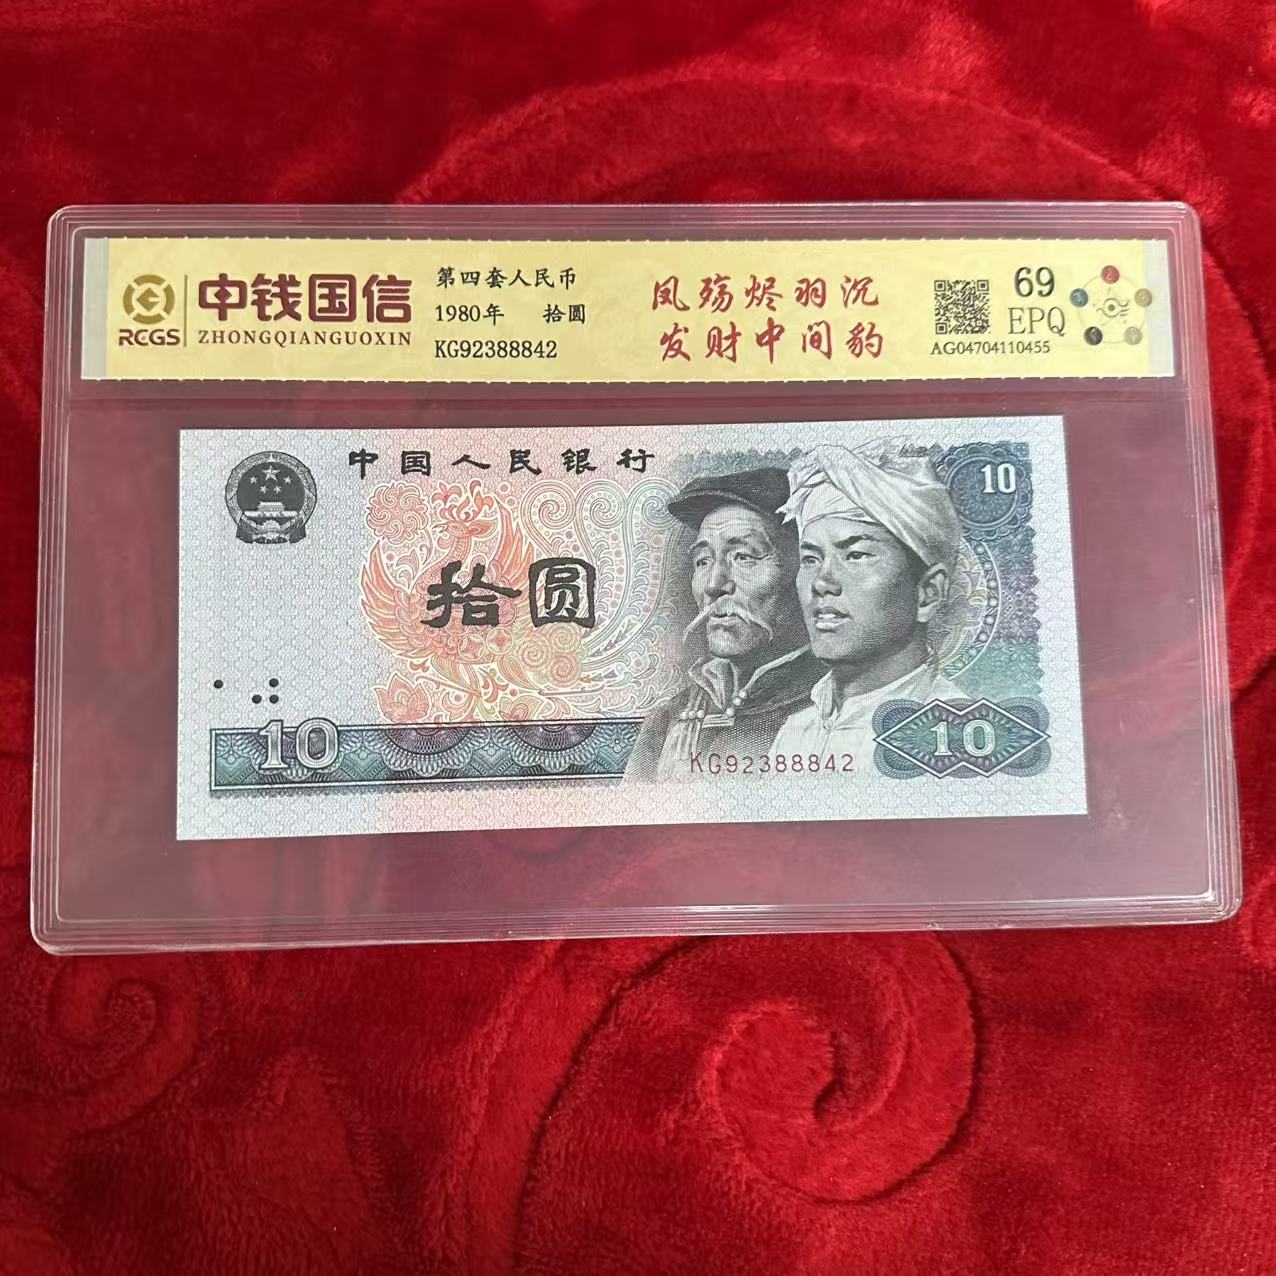 RCGS
中钱国信
ZHONGQIANGUOXIN
第四套人民币
1980年 拾圆
KG92388842
凤殇烬羽沉
发财中间豹
69
EPQ
AG04704110455
中国人民银行
10
拾圆
10
KG92388842
10